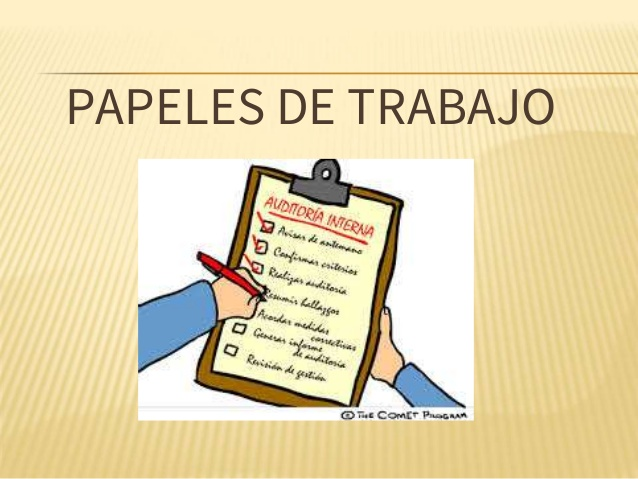 PAPELES DE TRABAJO
AUDITORÍA INTERNA
Avisar de antemano
Confirmar criterios
Realizar auditoría
Resumir hallazgos
Acordar medidas
correctivas
Generar informe
de auditoría
Revisión de gestión
© THE COMET PROGRAM